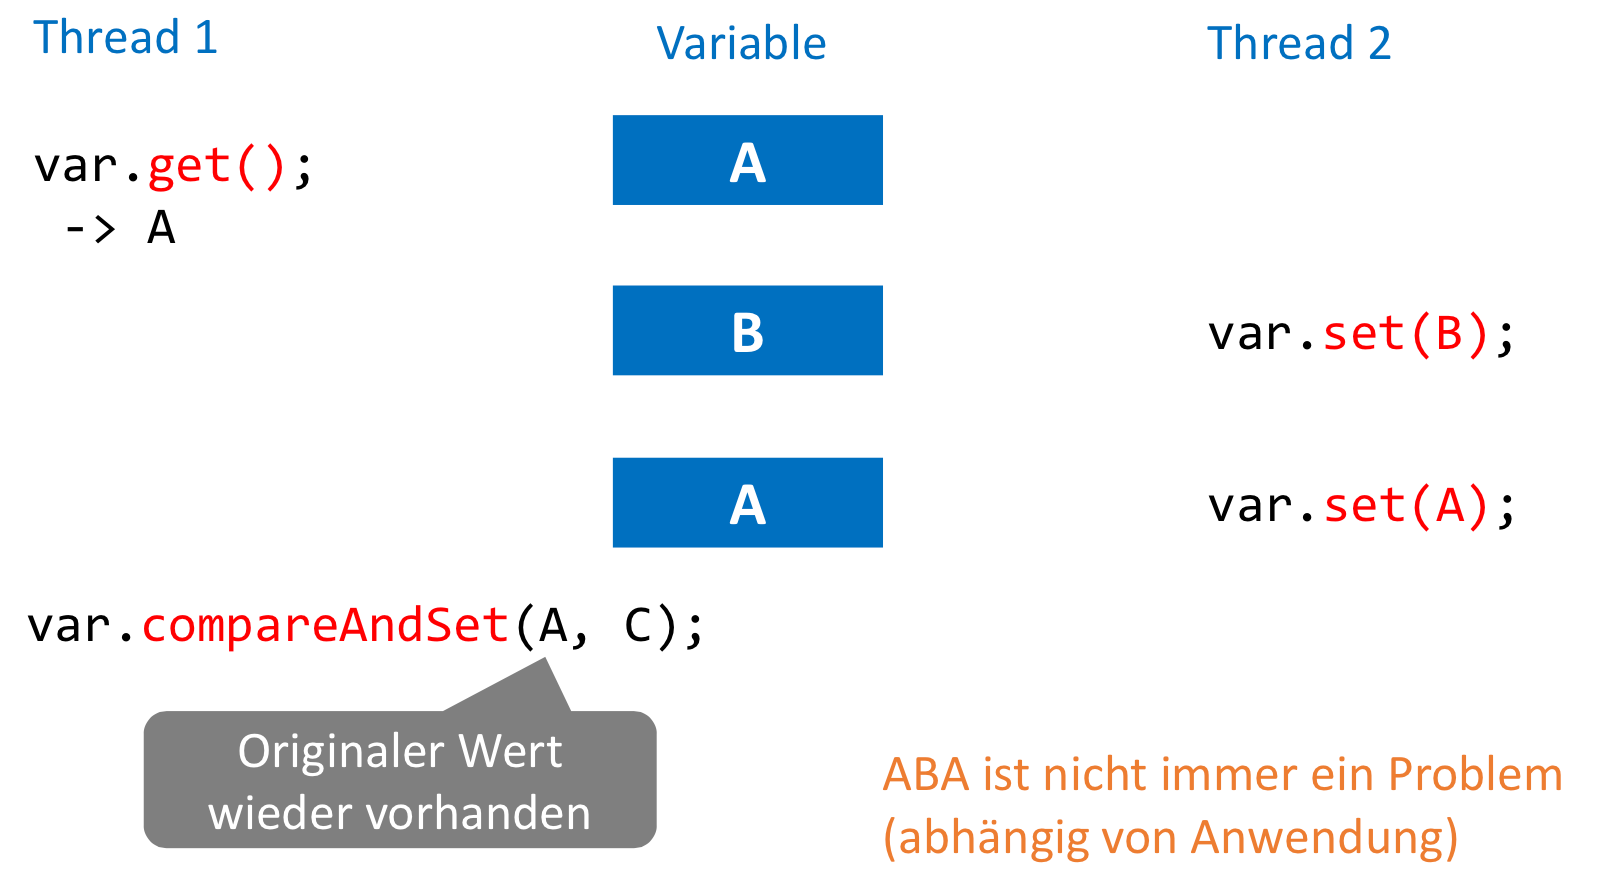 Thread 1
Variable
Thread 2
var.get();
-> A
A
B
var.set(B);
A
var.set(A);
var.compareAndSet(A, C);
Originaler Wert
wieder vorhanden
ABA ist nicht immer ein Problem
(abhängig von Anwendung)